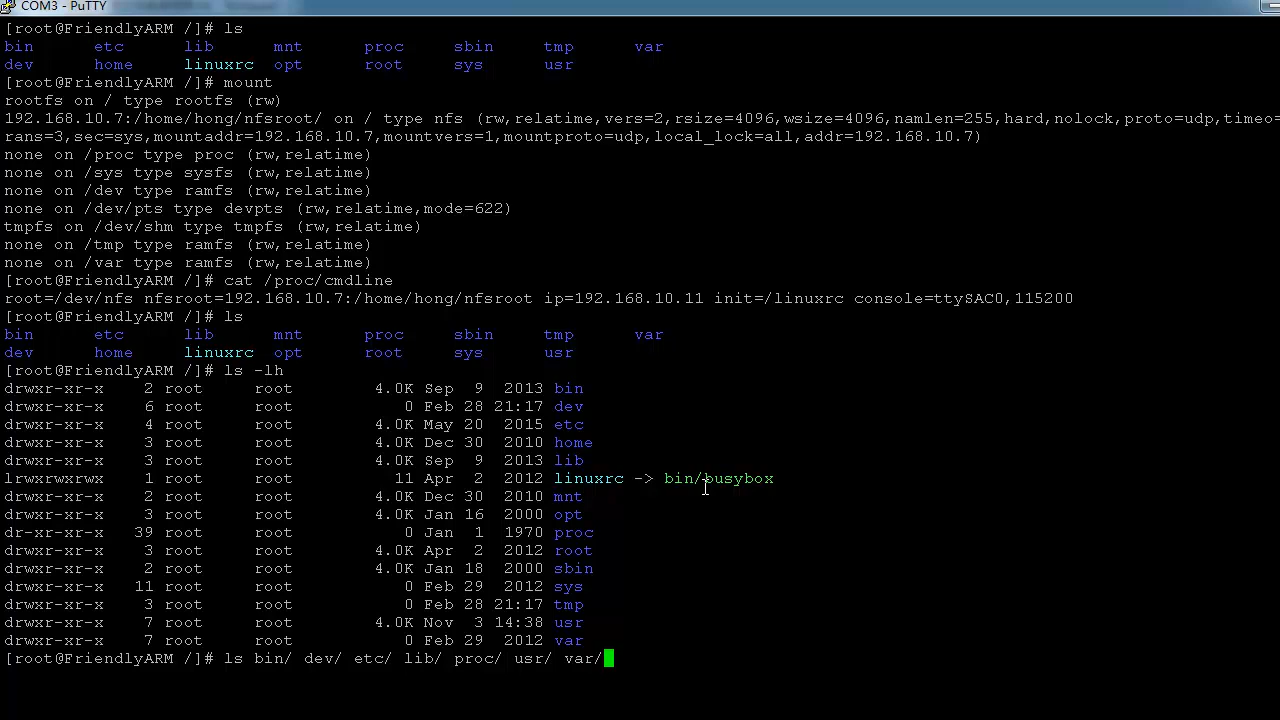 COM3 - PuTTY
[root@FriendlyARM /]# ls
bin etc lib mnt proc sbin tmp var
dev home linuxrc opt root sys usr
[root@FriendlyARM /]# mount
rootfs on / type rootfs (rw)
192.168.10.7:/home/hong/nfsroot/ on / type nfs (rw,relatime,vers=2,rsize=4096,wsize=4096,namlen=255,hard,nolock,proto=udp,timeo=
rans=3,sec=sys,mountaddr=192.168.10.7,mountvers=1,mountproto=udp,local_lock=all,addr=192.168.10.7)
none on /proc type proc (rw,relatime)
none on /sys type sysfs (rw,relatime)
none on /dev type ramfs (rw,relatime)
none on /dev/pts type devpts (rw,relatime,mode=622)
tmpfs on /dev/shm type tmpfs (rw,relatime)
none on /tmp type ramfs (rw,relatime)
none on /var type ramfs (rw,relatime)
[root@FriendlyARM /]# cat /proc/cmdline
root=/dev/nfs nfsroot=192.168.10.7:/home/hong/nfsroot ip=192.168.10.11 init=/linuxrc console=ttySAC0,115200
[root@FriendlyARM /]# ls
bin etc lib mnt proc sbin tmp var
dev home linuxrc opt root sys usr
[root@FriendlyARM /]# ls -lh
drwxr-xr-x 2 root root 4.0K Sep 9 2013 bin
drwxr-xr-x 6 root root 0 Feb 28 21:17 dev
drwxr-xr-x 4 root root 4.0K May 20 2015 etc
drwxr-xr-x 3 root root 4.0K Dec 30 2010 home
drwxr-xr-x 3 root root 4.0K Sep 9 2013 lib
lrwxrwxrwx 1 root root 11 Apr 2 2012 linuxrc -> bin/busybox
drwxr-xr-x 2 root root 4.0K Dec 30 2010 mnt
drwxr-xr-x 3 root root 4.0K Jan 16 2000 opt
dr-xr-xr-x 39 root root 0 Jan 1 1970 proc
drwxr-xr-x 3 root root 4.0K Apr 2 2012 root
drwxr-xr-x 2 root root 4.0K Jan 18 2000 sbin
drwxr-xr-x 11 root root 0 Feb 29 2012 sys
drwxr-xr-x 3 root root 0 Feb 28 21:17 tmp
drwxr-xr-x 7 root root 4.0K Nov 3 14:38 usr
drwxr-xr-x 7 root root 0 Feb 29 2012 var
[root@FriendlyARM /]# ls bin/ dev/ etc/ lib/ proc/ usr/ var/